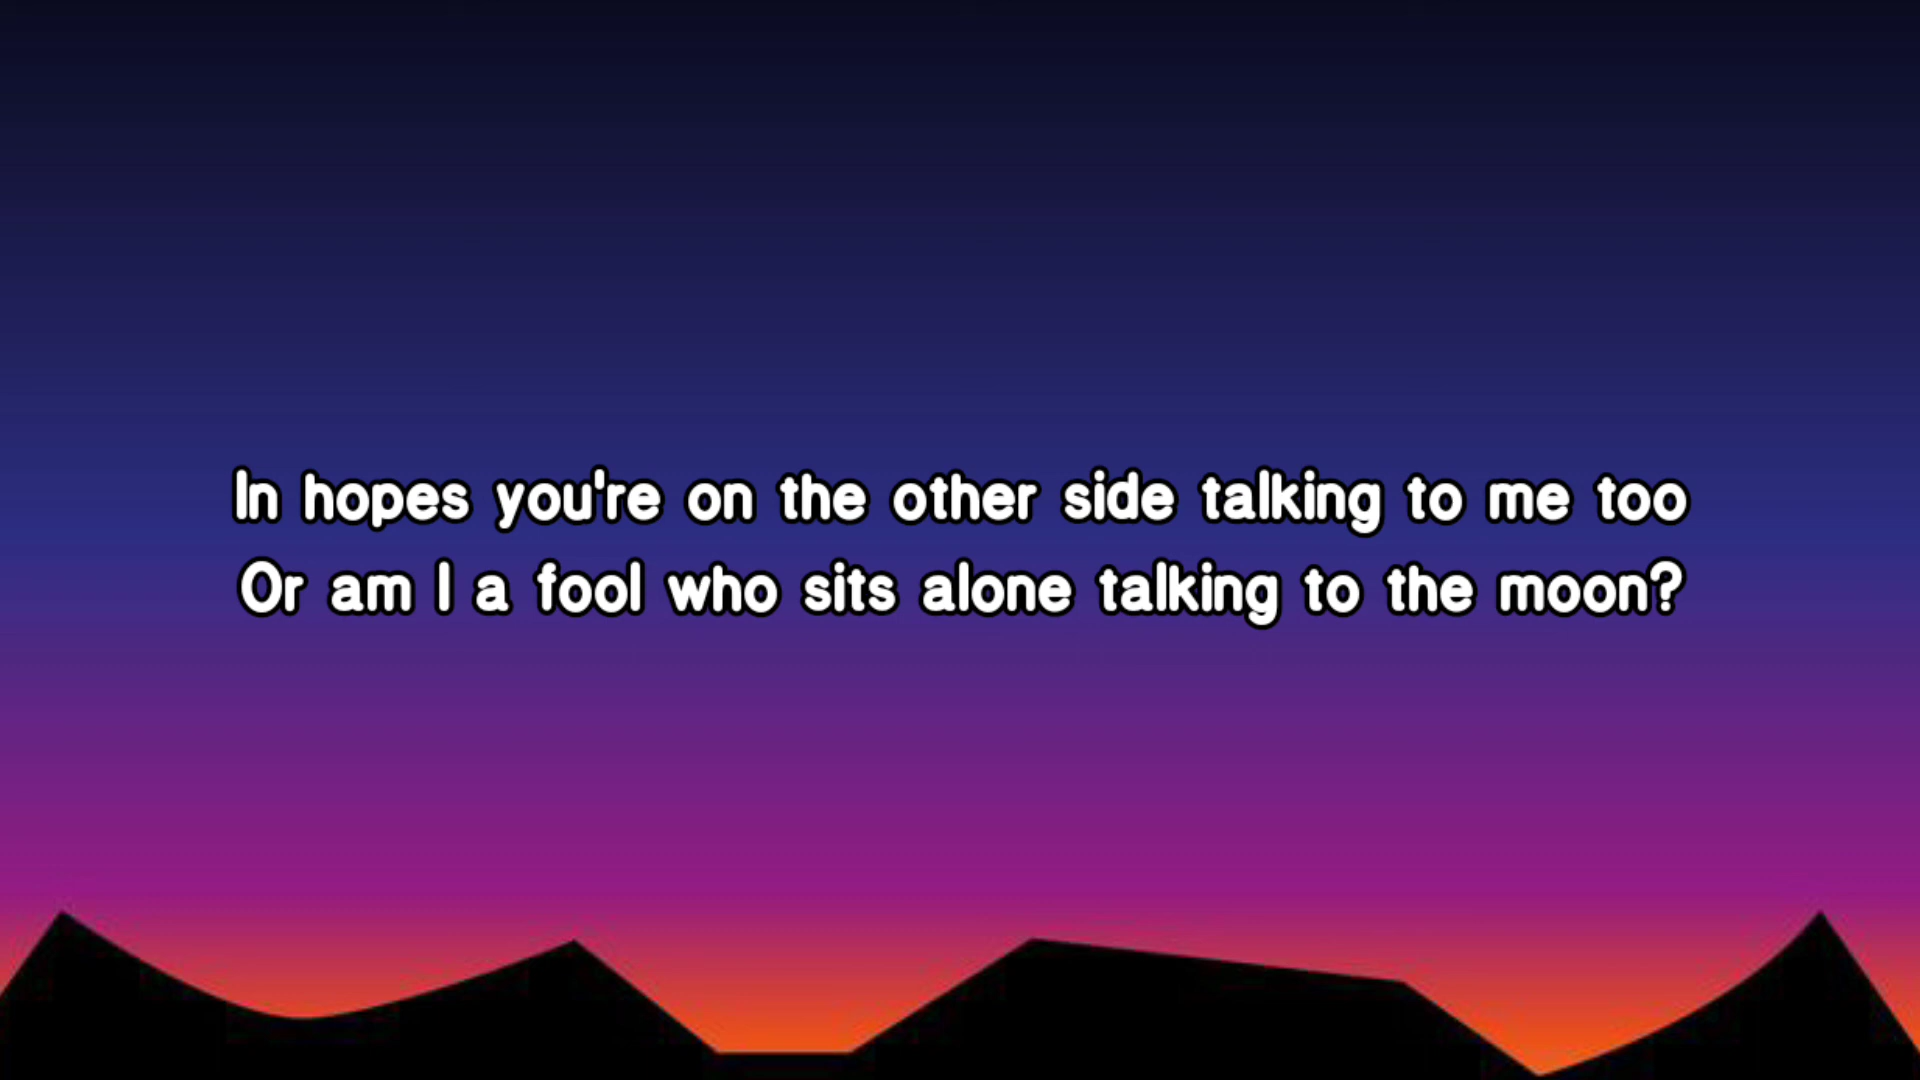 In hopes you're on the other side talking to me too
Or am I a fool who sits alone talking to the moon?